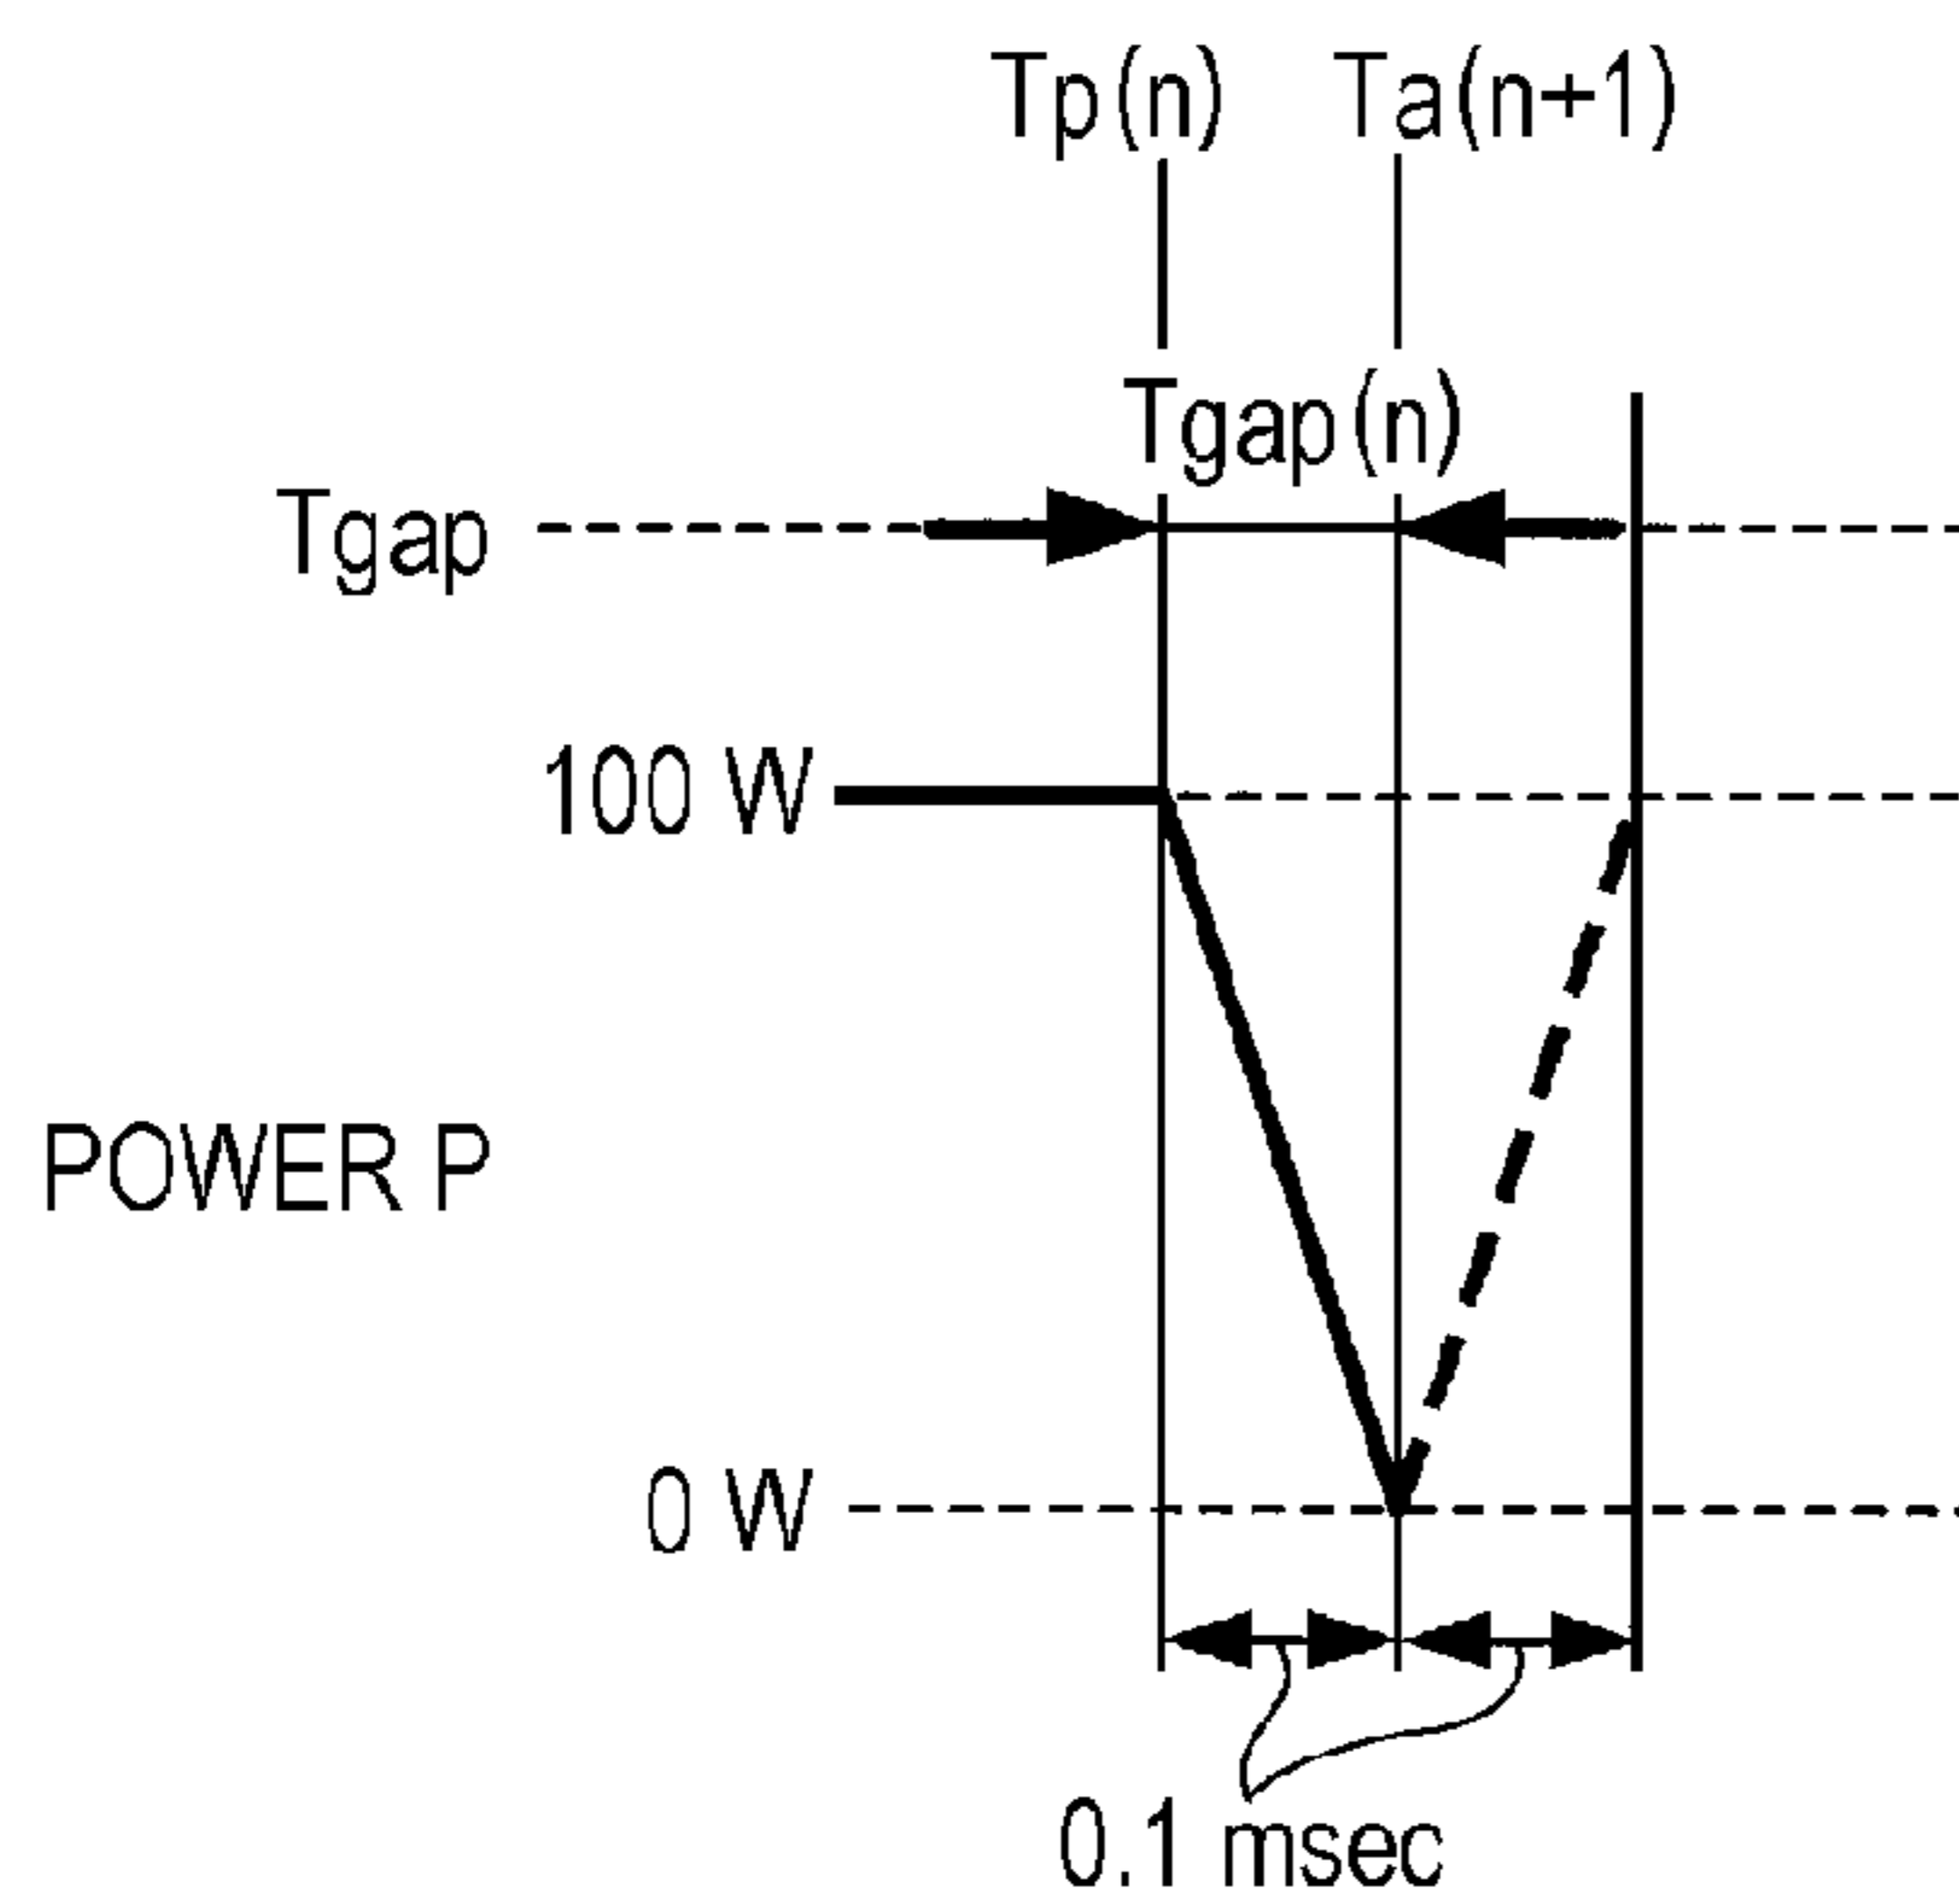 Tp(n) Ta(n+1)
Tgap(n)
Tgap
100 W
POWER P
0 W
0.1 msec